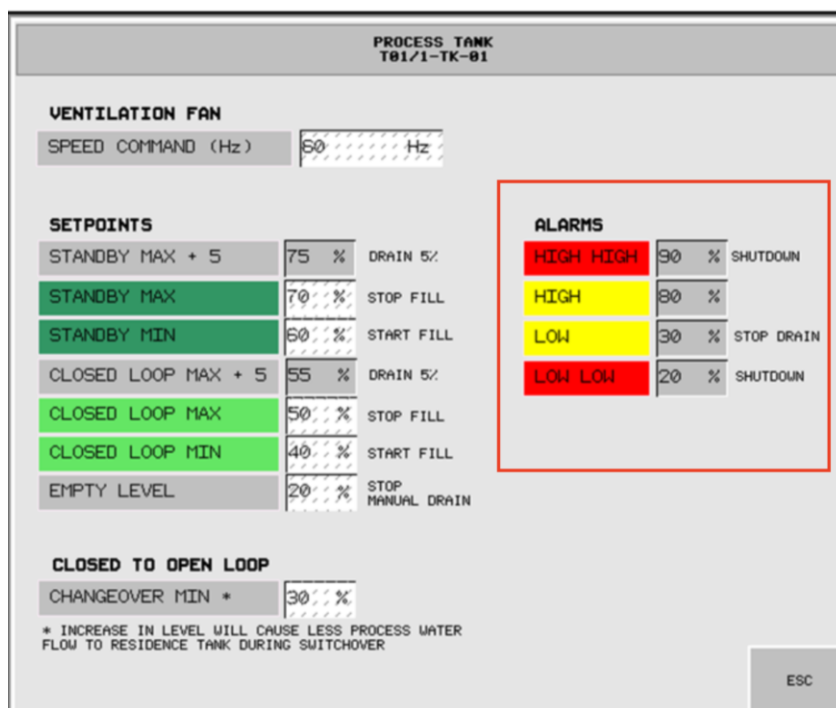 PROCESS TANK
T01/1-TK-01
VENTILATION FAN
SPEED COMMAND (Hz) 60 Hz
SETPOINTS
STANDBY MAX + 5 75 % DRAIN 5%
STANDBY MAX 70 % STOP FILL
STANDBY MIN 60 % START FILL
CLOSED LOOP MAX + 5 55 % DRAIN 5%
CLOSED LOOP MAX 50 % STOP FILL
CLOSED LOOP MIN 40 % START FILL
EMPTY LEVEL 20 % STOP
MANUAL DRAIN
ALARMS
HIGH HIGH 90 % SHUTDOWN
HIGH 80 %
LOW 30 % STOP DRAIN
LOW LOW 20 % SHUTDOWN
CLOSED TO OPEN LOOP
CHANGEOVER MIN * 30 %
* INCREASE IN LEVEL WILL CAUSE LESS PROCESS WATER
FLOW TO RESIDENCE TANK DURING SWITCHOVER
ESC